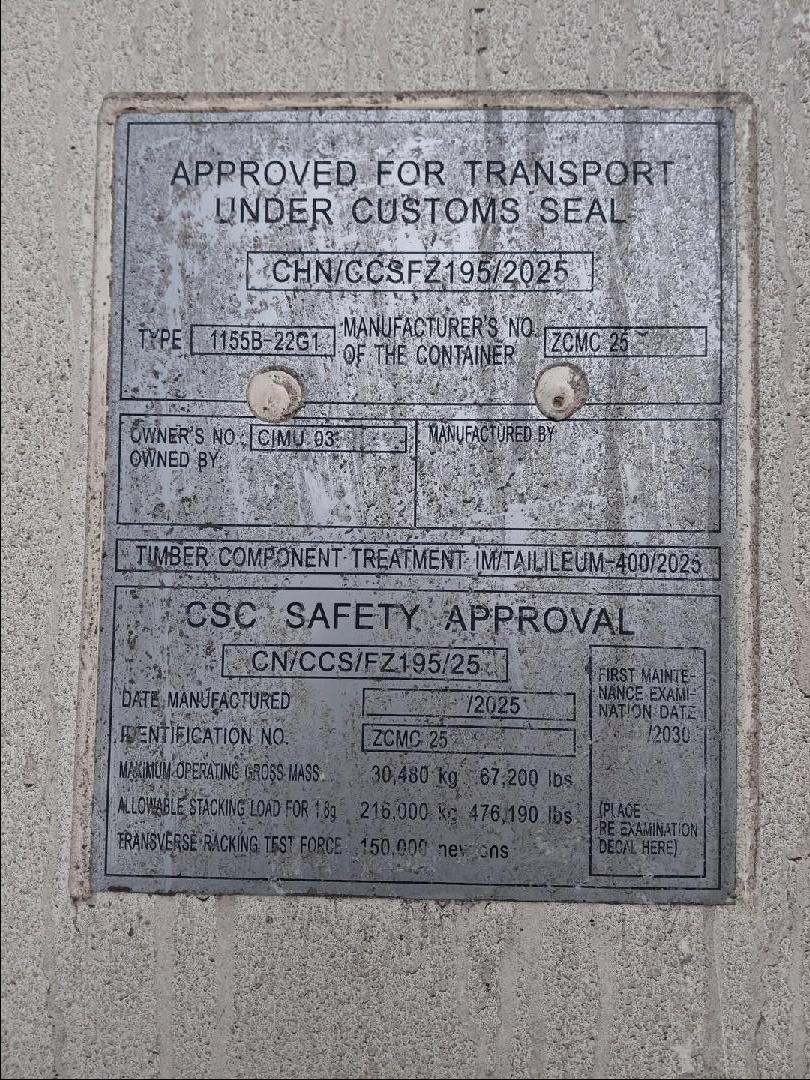 APPROVED FOR TRANSPORT
UNDER CUSTOMS SEAL
CHN/CCSFZ195/2025
TYPE 1155B-22G1 MANUFACTURER'S NO.
OF THE CONTAINER ZCMC 25
OWNER'S NO.: CIMU 03
OWNED BY:
MANUFACTURED BY
TIMBER COMPONENT TREATMENT IM/TAILILEUM-400/2025
CSC SAFETY APPROVAL
CN/CCS/FZ195/25
DATE MANUFACTURED /2025
IDENTIFICATION NO. ZCMC 25
MAXIMUM OPERATING GROSS MASS 30,480 kg 67,200 lbs
ALLOWABLE STACKING LOAD FOR 1.8g 216,000 kg 476,190 lbs
TRANSVERSE RACKING TEST FORCE 150,000 newtons
FIRST MAINTE-
NANCE EXAMI-
NATION DATE
/2030
(PLACE
RE EXAMINATION
DECAL HERE)